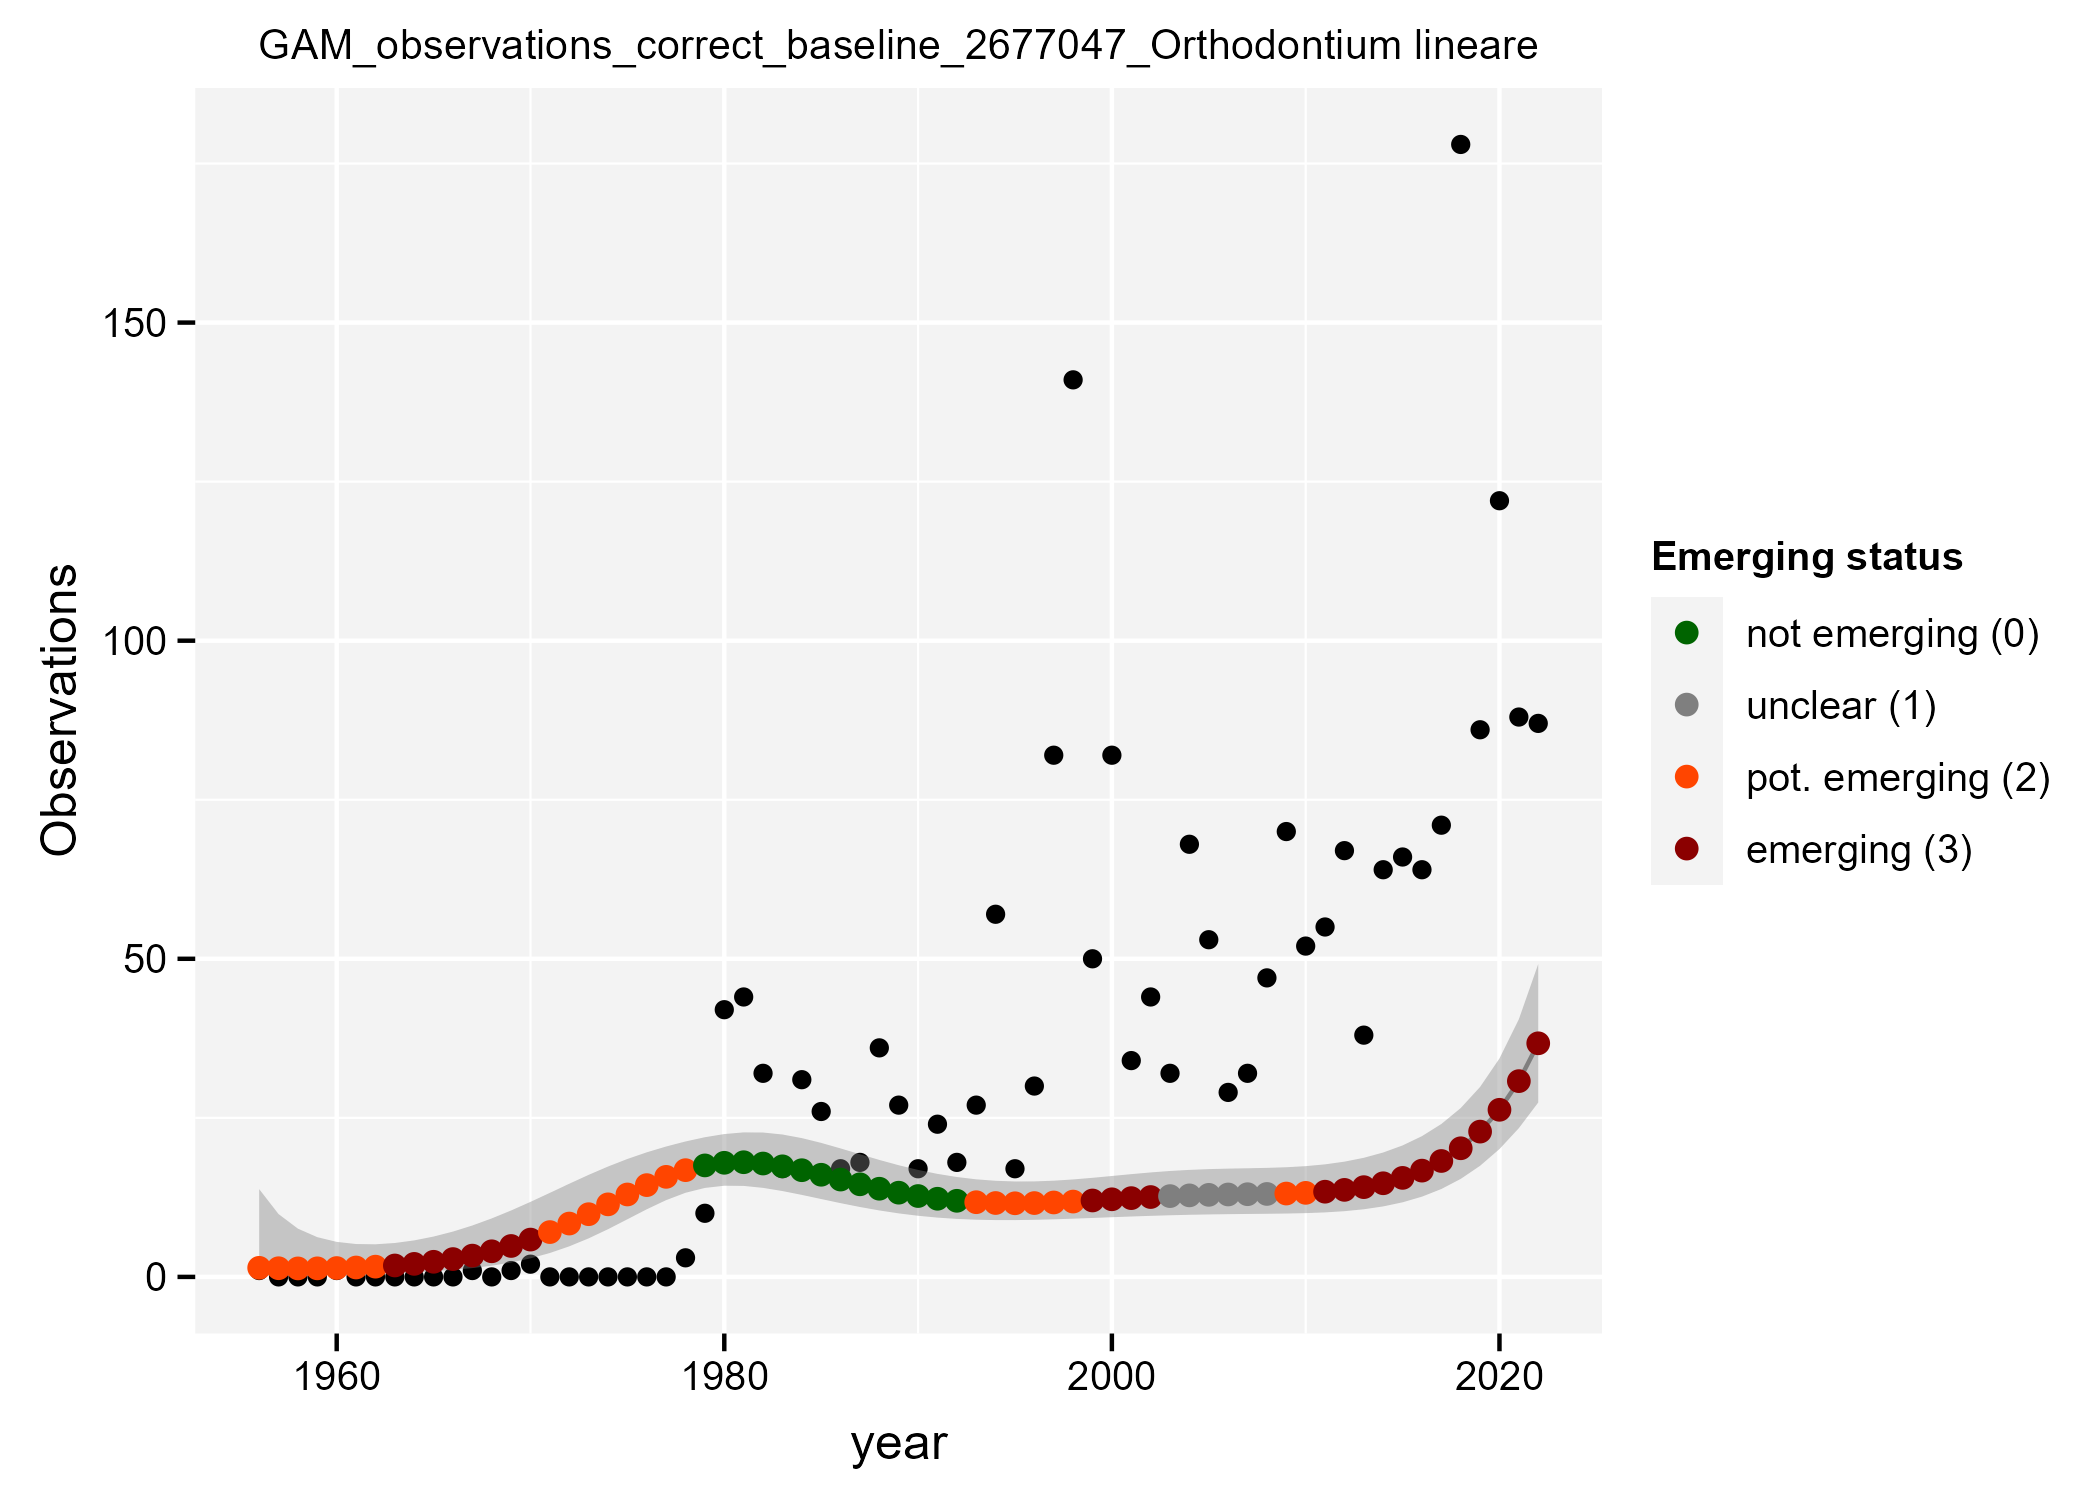 GAM_observations_correct_baseline_2677047_Orthodontium lineare
Observations
150
100
50
0
1960
1980
2000
2020
year
Emerging status
not emerging (0)
unclear (1)
pot. emerging (2)
emerging (3)